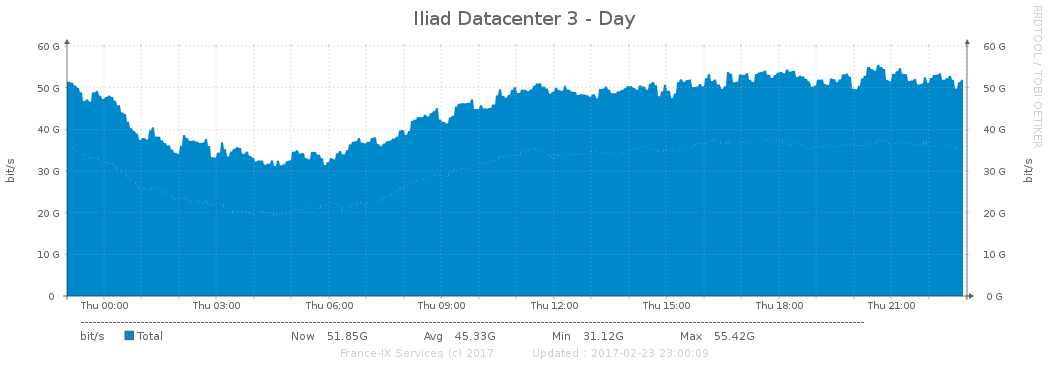 Iliad Datacenter 3 - Day
RRDTOOL / TOBI OETIKER
60 G 60 G
50 G 50 G
40 G 40 G
30 G 30 G
20 G 20 G
10 G 10 G
0 0 G
bit/s bit/s
Thu 00:00 Thu 03:00 Thu 06:00 Thu 09:00 Thu 12:00 Thu 15:00 Thu 18:00 Thu 21:00
bit/s Total Now 51.85G Avg 45.33G Min 31.12G Max 55.42G
France-IX Services (c) 2017 Updated : 2017-02-23 23:00:09